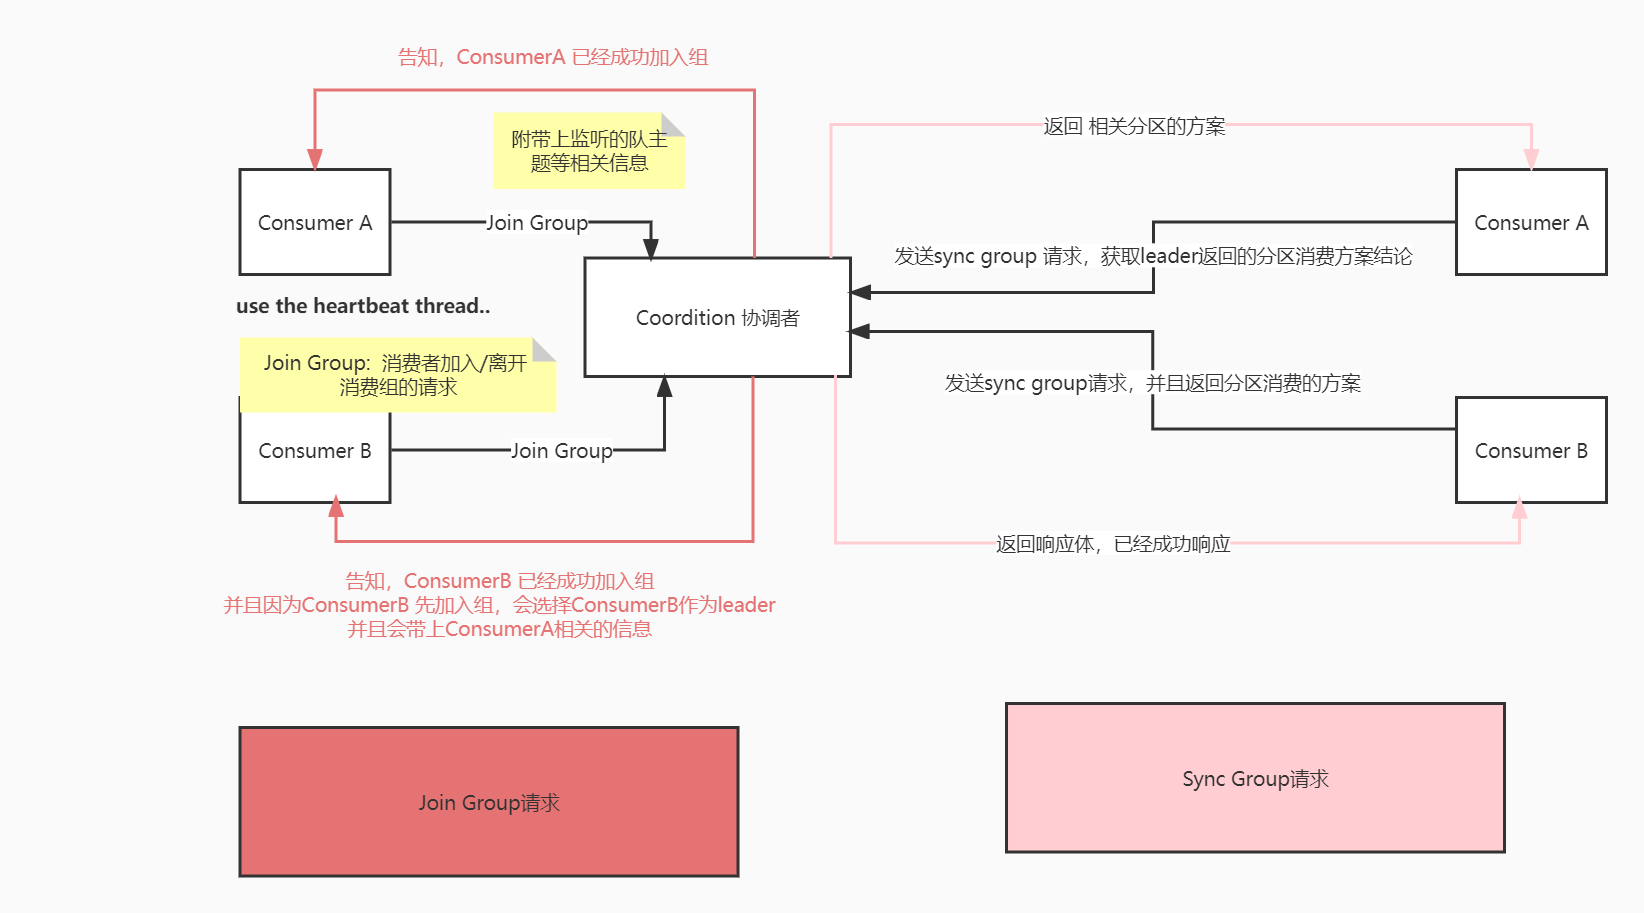 告知，ConsumerA 已经成功加入组
附带上监听的队主
题等相关信息
返回 相关分区的方案
Consumer A
Join Group
Consumer A
发送sync group 请求，获取leader返回的分区消费方案结论
use the heartbeat thread..
Coordition 协调者
Join Group:  消费者加入/离开
消费组的请求
发送sync group请求，并且返回分区消费的方案
Consumer B
Join Group
Consumer B
返回响应体，已经成功响应
告知，ConsumerB 已经成功加入组
并且因为ConsumerB 先加入组，会选择ConsumerB作为leader
并且会带上ConsumerA相关的信息
Join Group请求
Sync Group请求